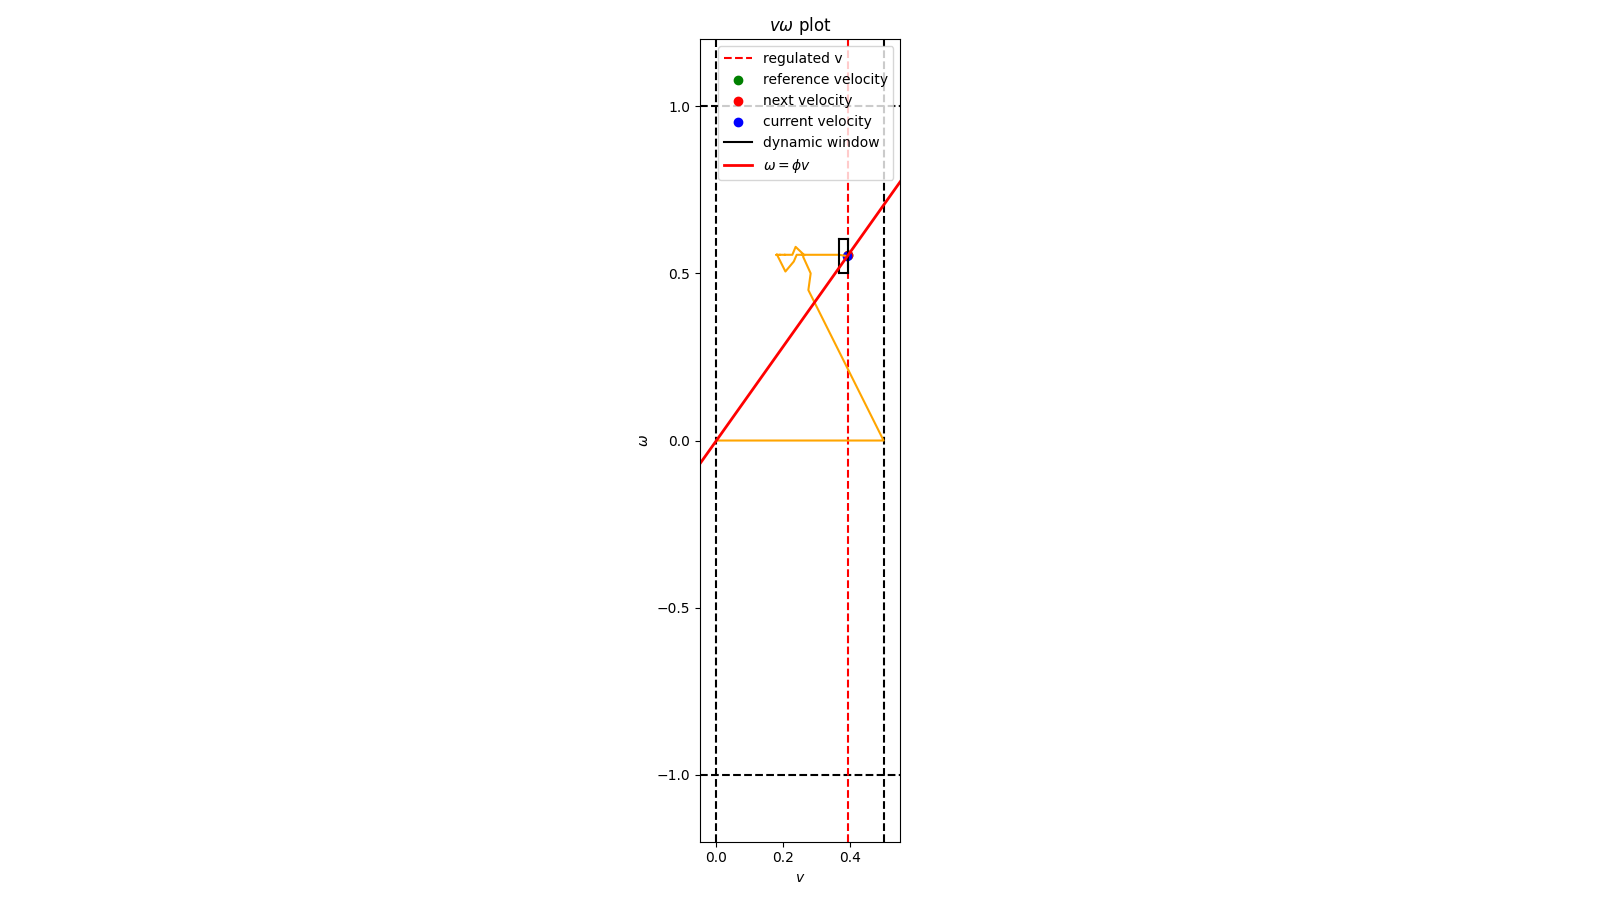 vω plot
regulated v
reference velocity
next velocity
current velocity
dynamic window
ω = ϕv
1.0
0.5
0.0
−0.5
−1.0
ω
0.0 0.2 0.4
v